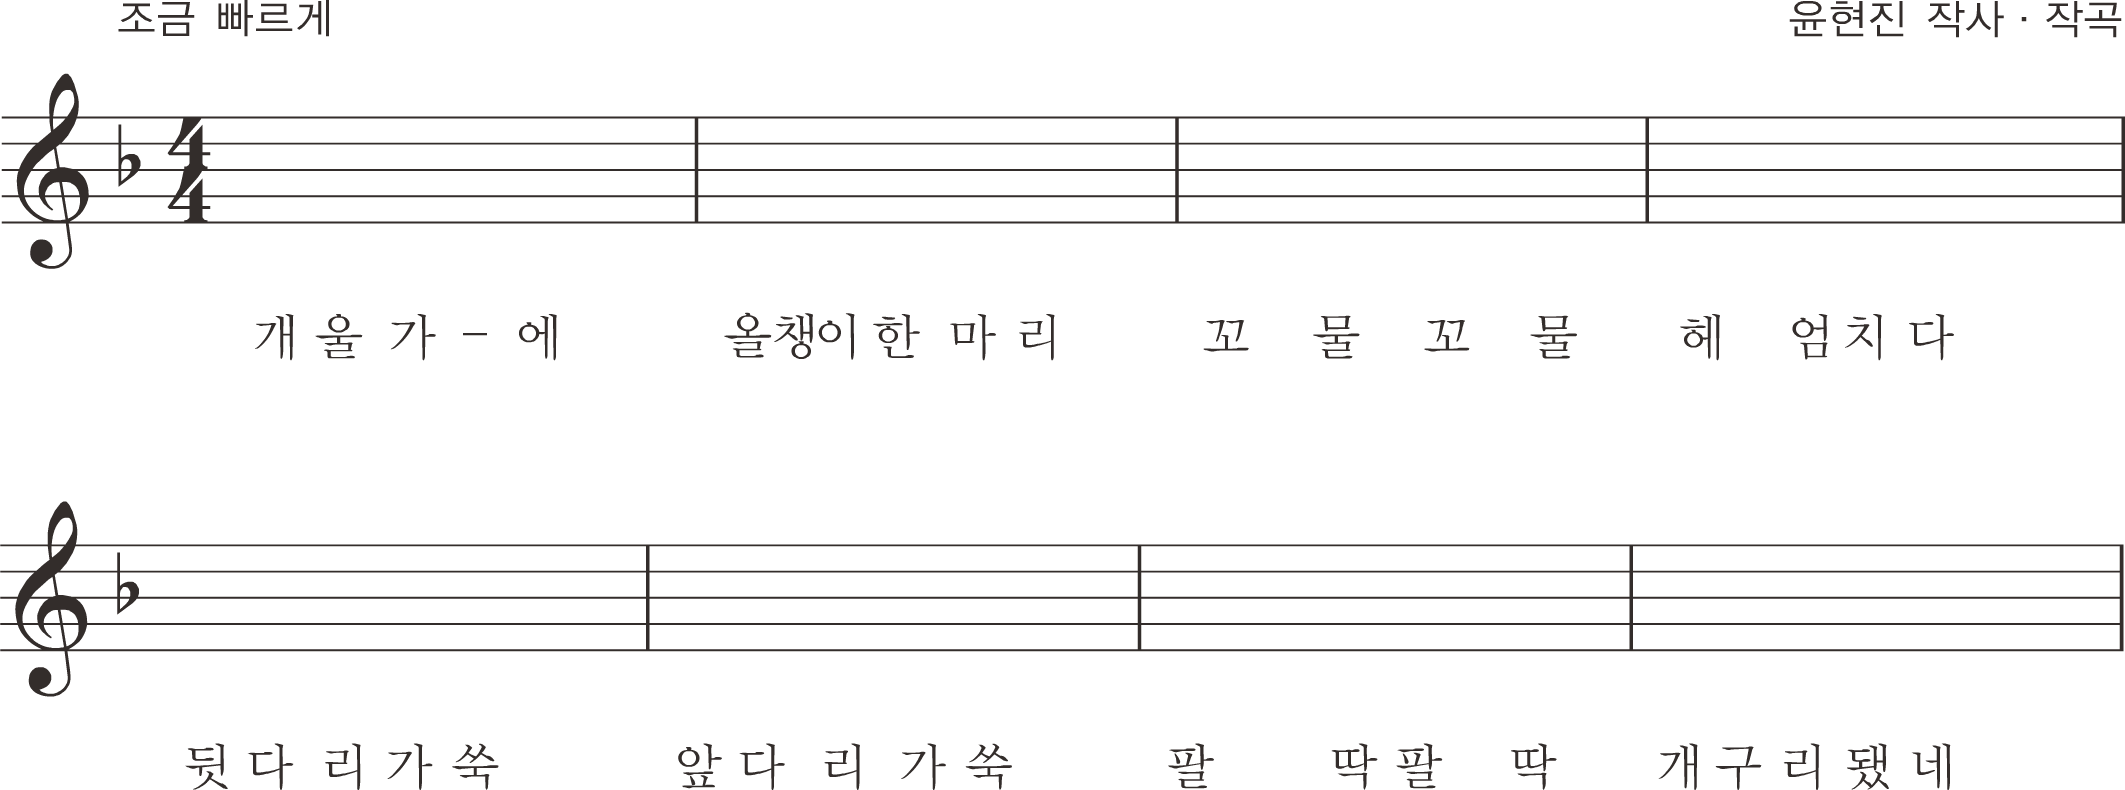 조금 빠르게 윤현진 작사 · 작곡
4
4
개 울 가 - 에 올챙이 한 마 리 꼬 물 꼬 물 헤 엄 치 다
뒷 다 리 가 쑥 앞 다 리 가 쑥 팔 딱 팔 딱 개 구 리 됐 네